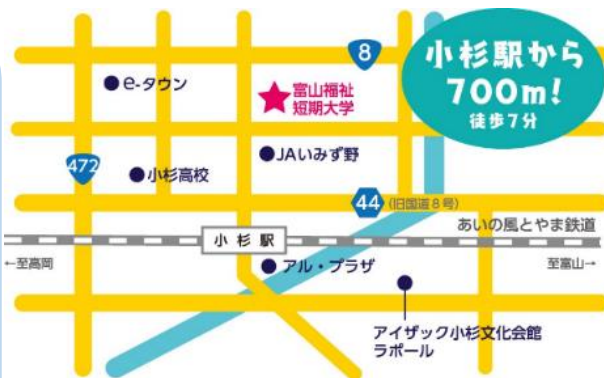 8
小杉駅から
700m!
徒歩7分
e-タウン
富山福祉
短期大学
JAいみず野
472
小杉高校
44
(旧国道8号)
あいの風とやま鉄道
小杉駅
←至高岡
アル・プラザ
至富山→
アイザック小杉文化会館
ラポール